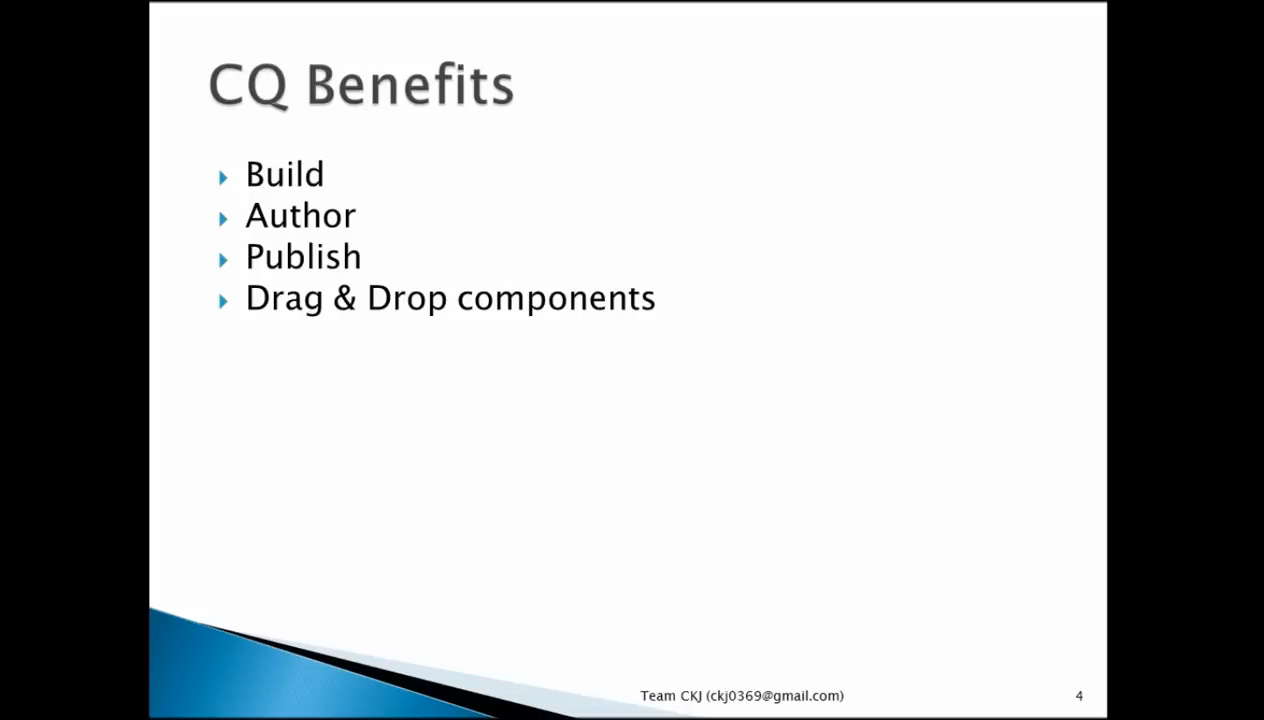 CQ Benefits
Build
Author
Publish
Drag & Drop components
Team CKJ (ckj0369@gmail.com)
4